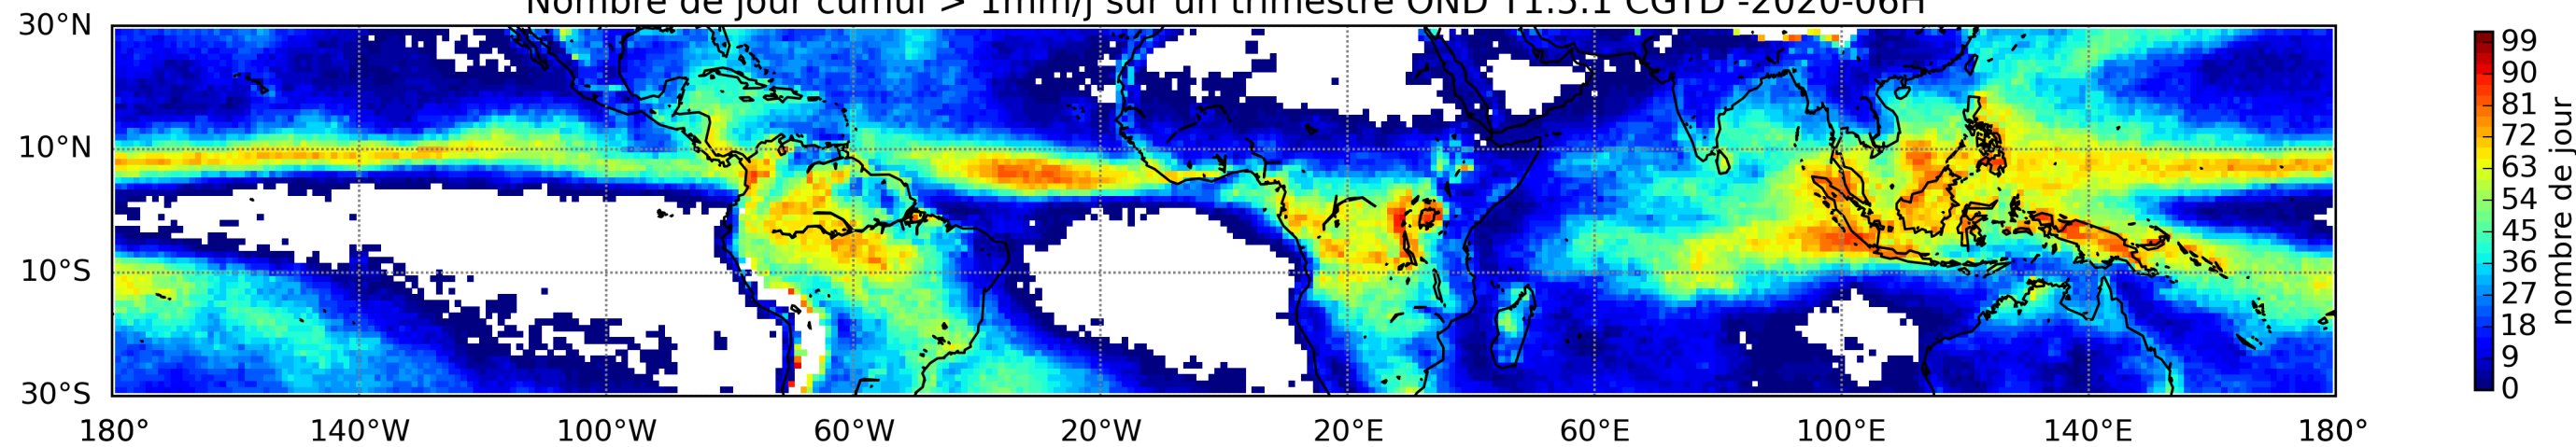 Nombre de jour cumul > 1mm/j sur un trimestre OND T1.5.1 CGTD -2020-06H
30°N
10°N
10°S
30°S
180° 140°W 100°W 60°W 20°W 20°E 60°E 100°E 140°E 180°
99
90
81
72
63
54
45
36
27
18
9
0
nombre de jour